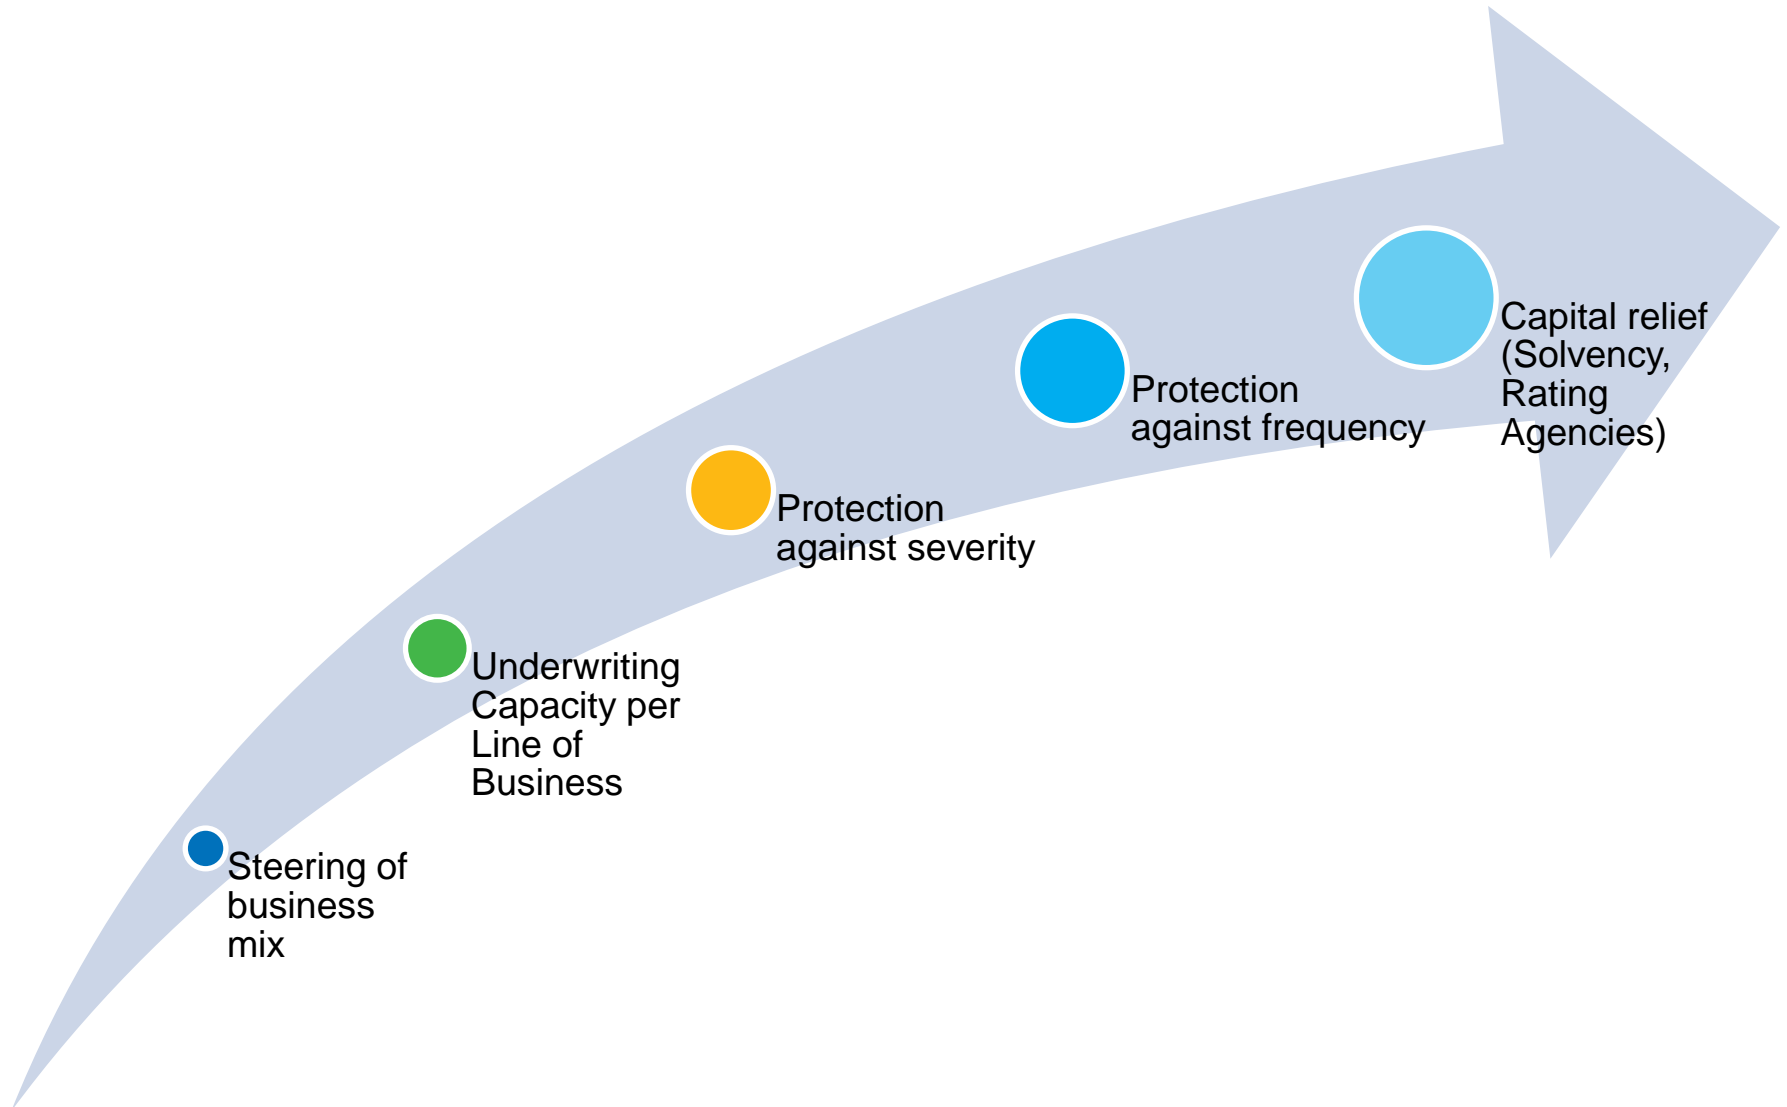 Steering of
business
mix
Underwriting
Capacity per
Line of
Business
Protection
against severity
Protection
against frequency
Capital relief
(Solvency,
Rating
Agencies)